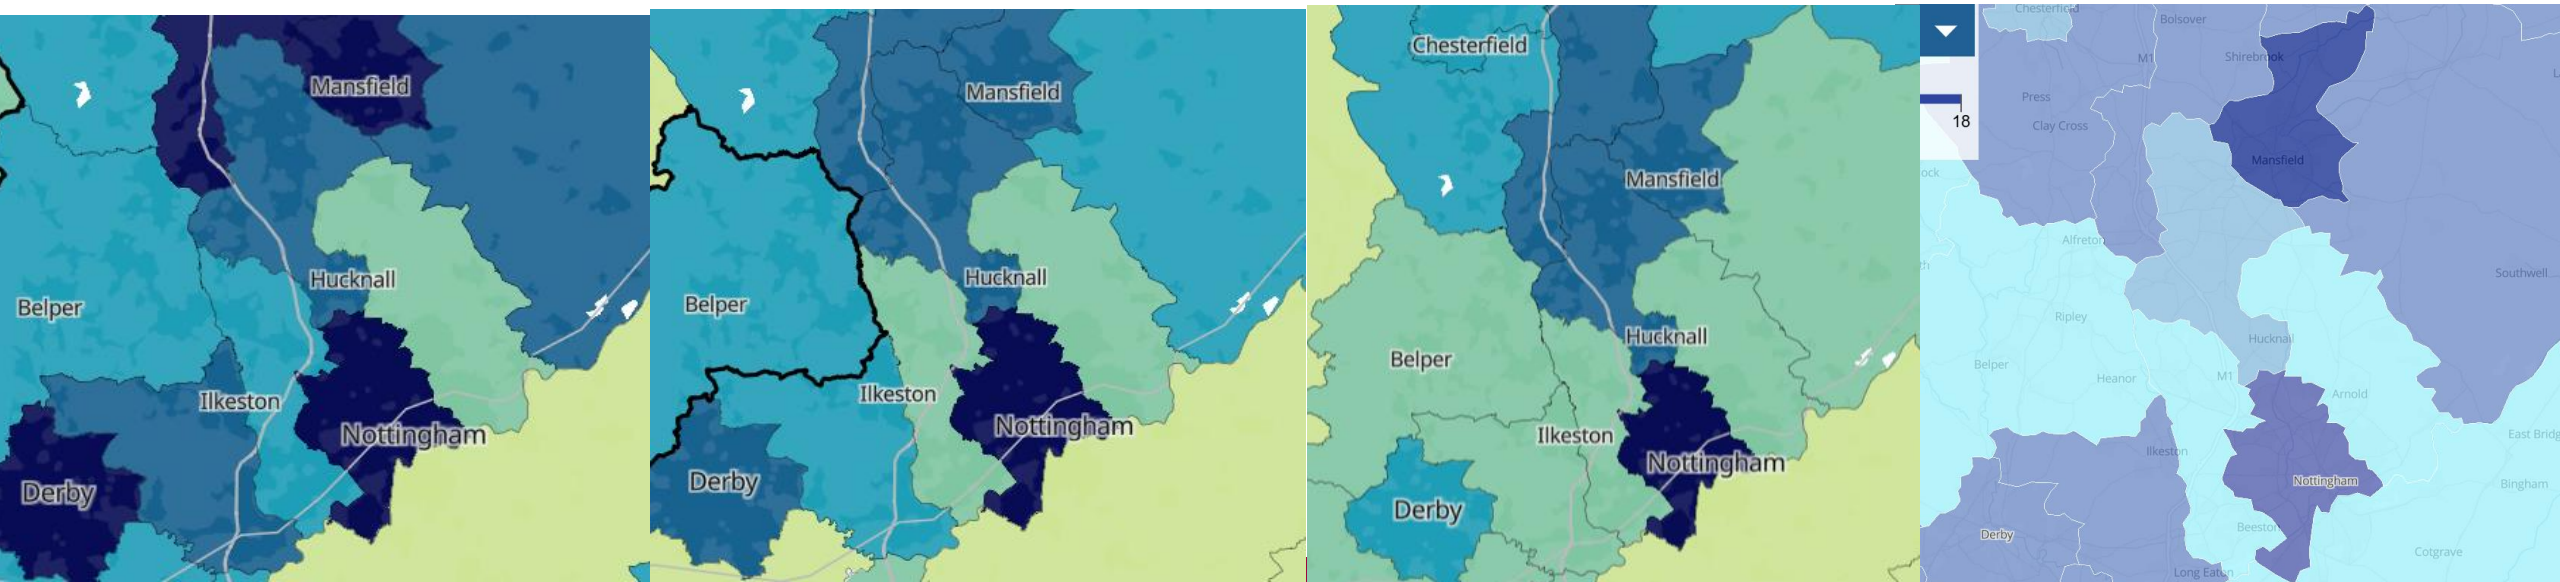 Mansfield
Hucknall
Belper
Ilkeston
Nottingham
Derby
Mansfield
Hucknall
Belper
Ilkeston
Nottingham
Derby
Chesterfield
Mansfield
Hucknall
Belper
Ilkeston
Nottingham
Derby
Chesterfield
Bolsover
M1
Shirebrook
Press
18
Clay Cross
Mansfield
ock
Alfreton
Southwell
Ripley
Hucknall
Belper
Heanor
M1
Arnold
East Bridg
Ilkeston
Nottingham
Bingham
Derby
Beeston
Cotgrave
Long Eaton